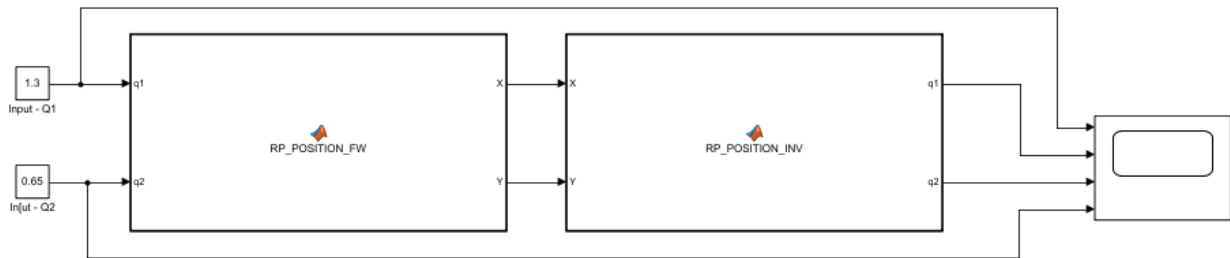 1.3
Input - Q1
0.65
In[ut - Q2
q1
q2
RP_POSITION_FW
X
Y
X
Y
RP_POSITION_INV
q1
q2